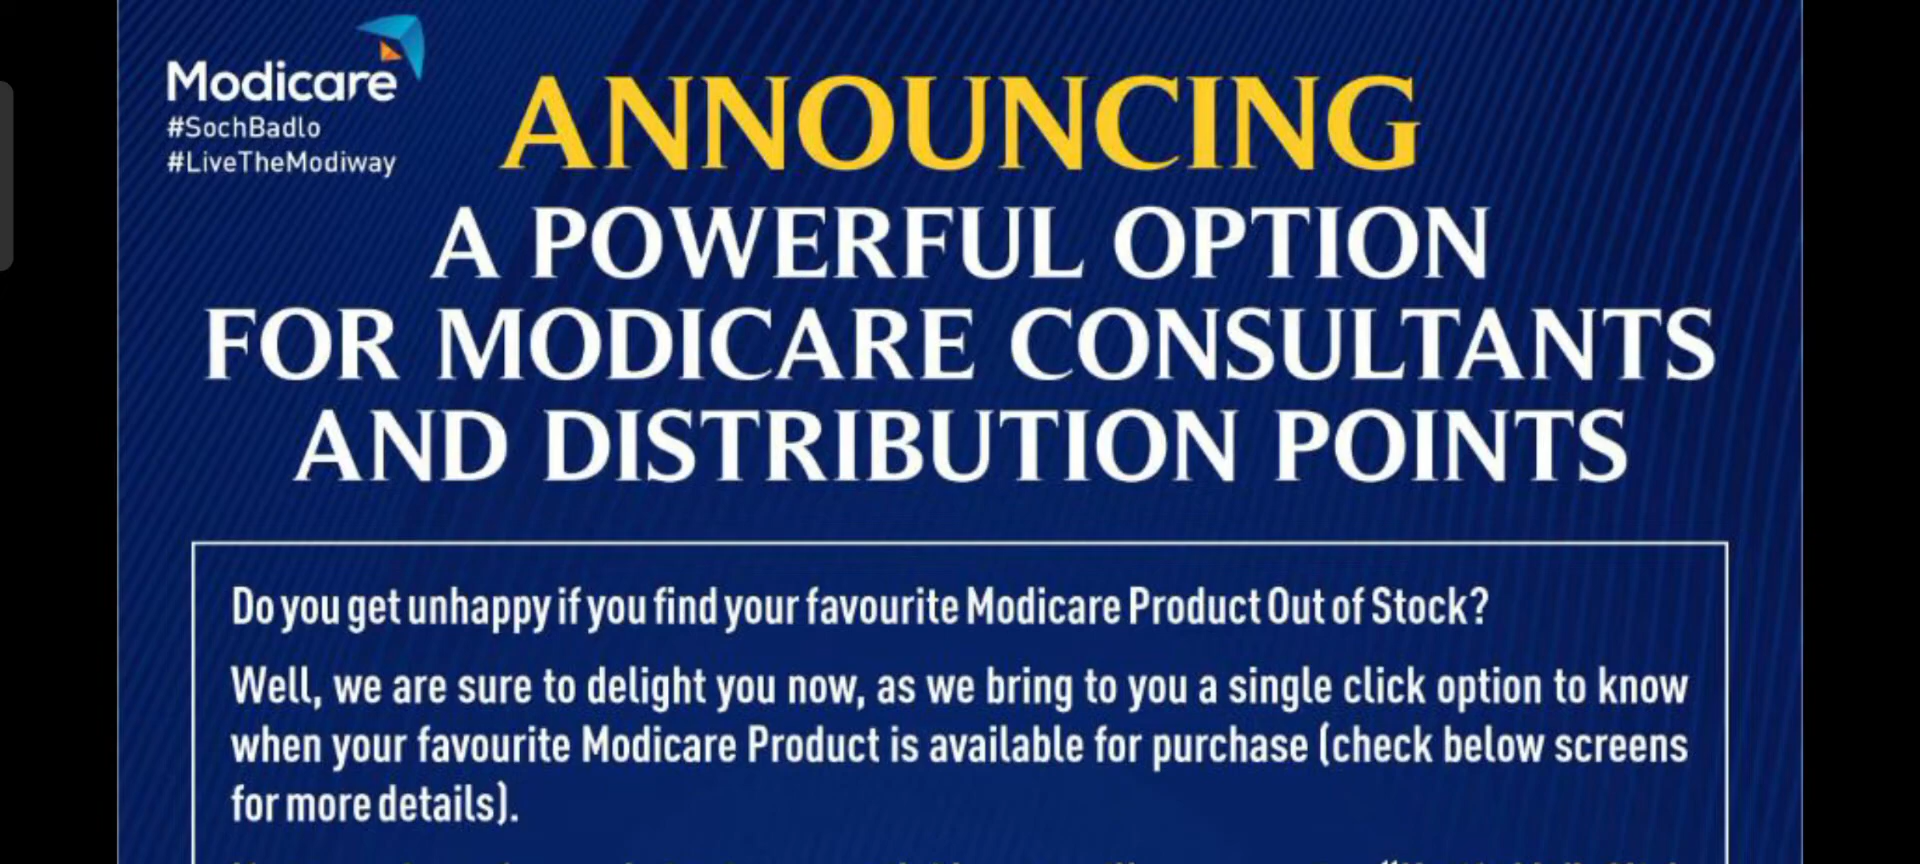 Modicare
#SochBadlo
#LiveTheModiway
ANNOUNCING
A POWERFUL OPTION
FOR MODICARE CONSULTANTS
AND DISTRIBUTION POINTS
Do you get unhappy if you find your favourite Modicare Product Out of Stock?
Well, we are sure to delight you now, as we bring to you a single click option to know
when your favourite Modicare Product is available for purchase (check below screens
for more details).